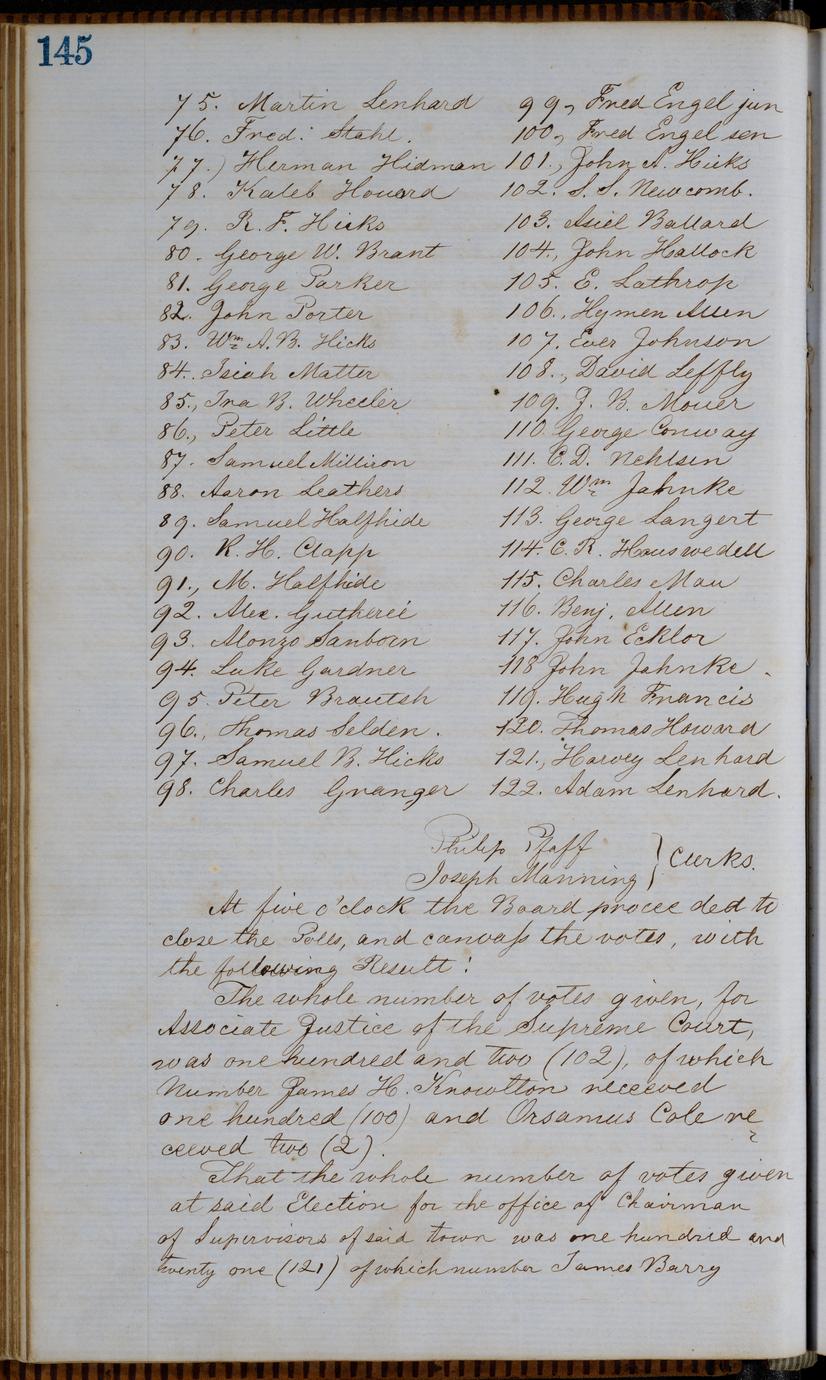 145
75. Martin Lenhard
76. Fred: Stahl.
77.) Herman Hidman
78. Kaleb Houard
79. R. F. Hicks
80. George W. Brant
81. George Parker
82. John Porter
83. Wm A. B. Hicks
84. Isiah Matter
85., Ira B. Wheeler
86., Peter Little
87. Samuel Milliron
88. Aaron Leathers
89. Samuel Halfhide
90. R. H. Clapp
91., M. Halfhide
92. Alex. Gutherie
93. Alonzo Sanborn
94. Luke Gardner
95. Peter Brautsh
96., Thomas Selden.
97. Samuel B. Hicks
98. Charles Granger
99., Fred Engel jun
100., Fred Engel sen
101., John A. Hicks
102. S. S. Newcomb.
103. Asiel Ballard
104., John Hallock
105. E. Lathrop
106., Hymen Allen
107. Ever Johnson
108., David Leffly
109. J. B. Mouer
110. George Conway
111. C. D. Nehlsen
112. Wm Jahnke
113. George Langert
114. E. R. Hauswedell
115. Charles Mau
116. Benj. Allen
117. John Ecklor
118 John Jahnke.
119. Hugh Francis
120. Thomas Howard
121., Harvey Lenhard
122. Adam Lenhard.
Philip Pfaff
Joseph Manning } Clerks.
At five o'clock the Board proceeded to
close the Polls, and canvass the votes, with
the following Result:
The whole number of votes given, for
Associate Justice of the Supreme Court,
was one hundred and two (102), of which
Number James H. Knowlton received
one hundred (100) and Orsamus Cole re
ceeved two (2).
That the whole number of votes given
at said Election for the office of Chairman
of Supervisors of said town was one hundred and
twenty one (121) of which number James Barry